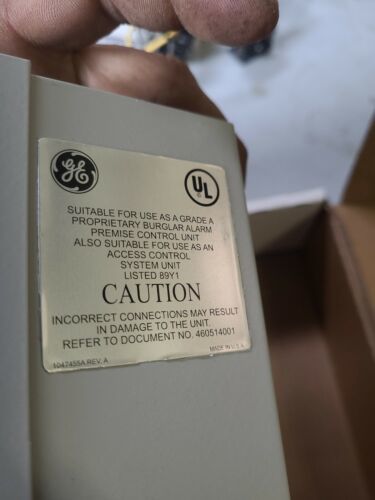 GE
UL
®
SUITABLE FOR USE AS A GRADE A
PROPRIETARY BURGLAR ALARM
PREMISE CONTROL UNIT
ALSO SUITABLE FOR USE AS AN
ACCESS CONTROL
SYSTEM UNIT
LISTED 89Y1
CAUTION
INCORRECT CONNECTIONS MAY RESULT
IN DAMAGE TO THE UNIT.
REFER TO DOCUMENT NO. 460514001
1047455A REV. A
MADE IN U.S.A.